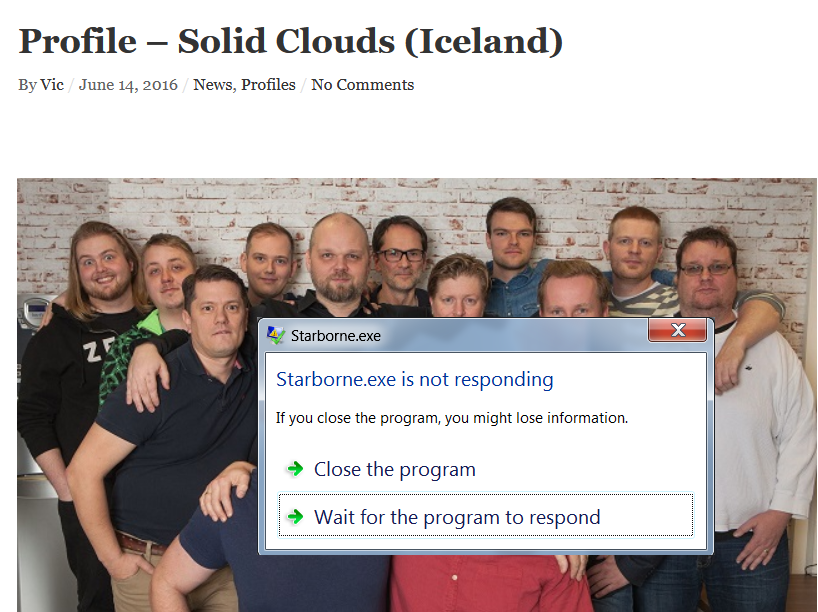 Profile – Solid Clouds (Iceland)
By Vic / June 14, 2016 / News, Profiles / No Comments
Starborne.exe
Starborne.exe is not responding
If you close the program, you might lose information.
Close the program
Wait for the program to respond